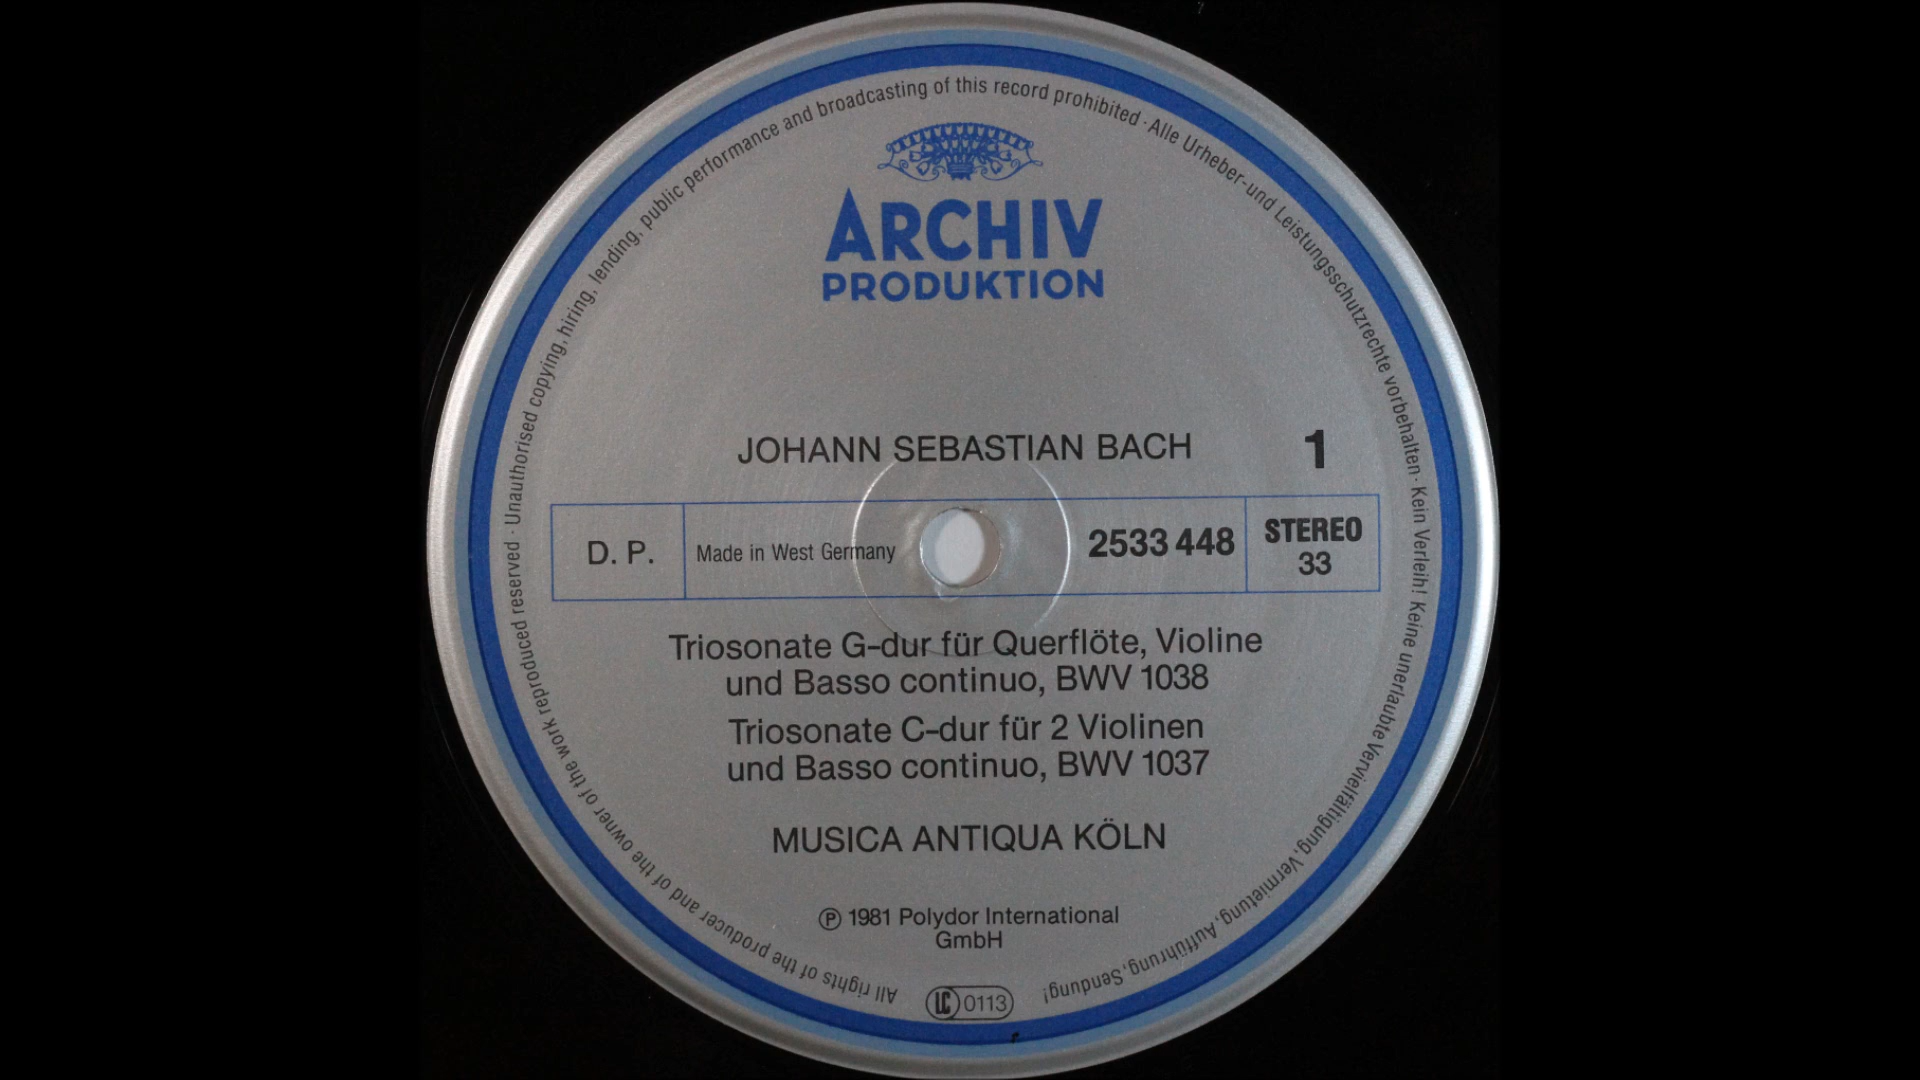 All rights of the producer and of the owner of the work reproduced reserved · Unauthorised copying, hiring, lending, public performance and broadcasting of this record prohibited · Alle Urheber-und Leistungsschutzrechte vorbehalten · Kein Verleih! Keine unerlaubte Vervielfältigung, Vermietung, Aufführung, Sendung!
ARCHIV
PRODUKTION
JOHANN SEBASTIAN BACH
1
D. P.
Made in West Germany
2533 448
STEREO
33
Triosonate G-dur für Querflöte, Violine
und Basso continuo, BWV 1038
Triosonate C-dur für 2 Violinen
und Basso continuo, BWV 1037
MUSICA ANTIQUA KÖLN
℗ 1981 Polydor International
GmbH
LC 0113